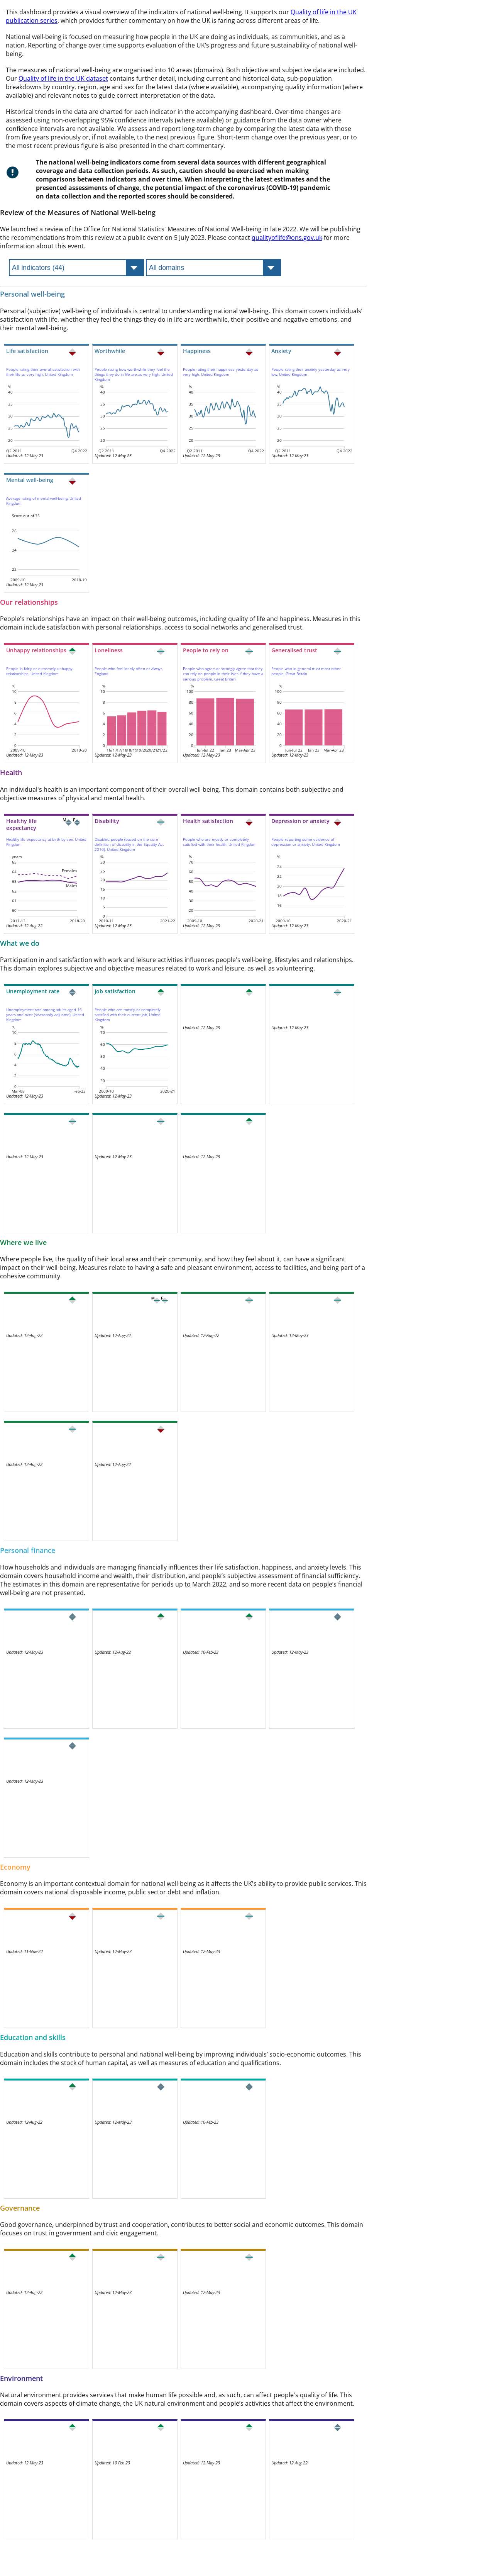 This dashboard provides a visual overview of the indicators of national well-being. It supports our Quality of life in the UK
publication series, which provides further commentary on how the UK is faring across different areas of life.
National well-being is focused on measuring how people in the UK are doing as individuals, as communities, and as a
nation. Reporting of change over time supports evaluation of the UK's progress and future sustainability of national well-
being.
The measures of national well-being are organised into 10 areas (domains). Both objective and subjective data are included.
Our Quality of life in the UK dataset contains further detail, including current and historical data, sub-population
breakdowns by country, region, age and sex for the latest data (where available), accompanying quality information (where
available) and relevant notes to guide correct interpretation of the data.
Historical trends in the data are charted for each indicator in the accompanying dashboard. Over-time changes are
assessed using non-overlapping 95% confidence intervals (where available) or guidance from the data owner where
confidence intervals are not available. We assess and report long-term change by comparing the latest data with those
from five years previously or, if not available, to the next previous figure. Short-term change over the previous year, or to
the most recent previous figure is also presented in the chart commentary.
The national well-being indicators come from several data sources with different geographical
coverage and data collection periods. As such, caution should be exercised when making
comparisons between indicators and over time. When interpreting the latest estimates and the
presented assessments of change, the potential impact of the coronavirus (COVID-19) pandemic
on data collection and the reported scores should be considered.
Review of the Measures of National Well-being
We launched a review of the Office for National Statistics' Measures of National Well-being in late 2022. We will be publishing
the recommendations from this review at a public event on 5 July 2023. Please contact qualityoflife@ons.gov.uk for more
information about this event.
All indicators (44) All domains
Personal well-being
Personal (subjective) well-being of individuals is central to understanding national well-being. This domain covers individuals'
satisfaction with life, whether they feel the things they do in life are worthwhile, their positive and negative emotions, and
their mental well-being.
Life satisfaction
People rating their overall satisfaction with
their life as very high, United Kingdom
%
40
35
30
25
20
Q2 2011 Q4 2022
Updated: 12-May-23
Worthwhile
People rating how worthwhile they feel the
things they do in life are as very high, United
Kingdom
%
40
35
30
25
20
Q2 2011 Q4 2022
Updated: 12-May-23
Happiness
People rating their happiness yesterday as
very high, United Kingdom
%
40
35
30
25
20
Q2 2011 Q4 2022
Updated: 12-May-23
Anxiety
People rating their anxiety yesterday as very
low, United Kingdom
%
40
35
30
25
20
Q2 2011 Q4 2022
Updated: 12-May-23
Mental well-being
Average rating of mental well-being, United
Kingdom
Score out of 35
26
24
22
2009-10 2018-19
Updated: 12-May-23
Our relationships
People's relationships have an impact on their well-being outcomes, including quality of life and happiness. Measures in this
domain include satisfaction with personal relationships, access to social networks and generalised trust.
Unhappy relationships
People in fairly or extremely unhappy
relationships, United Kingdom
%
10
8
6
4
2
0
2009-10 2019-20
Updated: 12-May-23
Loneliness
People who feel lonely often or always,
England
%
10
8
6
4
2
0
Updated: 12-May-23
People to rely on
People who agree or strongly agree that they
can rely on people in their lives if they have a
serious problem, Great Britain
%
100
80
60
40
20
0
Jun-Jul 22 Jan 23 Mar-Apr 23
Updated: 12-May-23
Generalised trust
People who in general trust most other
people, Great Britain
%
100
80
60
40
20
0
Jun-Jul 22 Jan 23 Mar-Apr 23
Updated: 12-May-23
Health
An individual's health is an important component of their overall well-being. This domain contains both subjective and
objective measures of physical and mental health.
Healthy life M F
expectancy
Healthy life expectancy at birth by sex, United
Kingdom
years
65
64
63
62
61
60
Females
Males
2011-13 2018-20
Updated: 12-Aug-22
Disability
Disabled people (based on the core
definition of disability in the Equality Act
2010), United Kingdom
%
30
25
20
15
10
5
0
2010-11 2021-22
Updated: 12-May-23
Health satisfaction
People who are mostly or completely
satisfied with their health, United Kingdom
%
70
60
50
40
30
20
2009-10 2020-21
Updated: 12-May-23
Depression or anxiety
People reporting some evidence of
depression or anxiety, United Kingdom
%
24
22
20
18
16
2009-10 2020-21
Updated: 12-May-23
What we do
Participation in and satisfaction with work and leisure activities influences people's well-being, lifestyles and relationships.
This domain explores subjective and objective measures related to work and leisure, as well as volunteering.
Unemployment rate
Unemployment rate among adults aged 16
years and over (seasonally adjusted), United
Kingdom
%
10
8
6
4
2
0
Mar-08 Feb-23
Updated: 12-May-23
Job satisfaction
People who are mostly or completely
satisfied with their current job, United
Kingdom
%
70
60
50
40
30
2009-10 2020-21
Updated: 12-May-23
Updated: 12-May-23
Updated: 12-May-23
Updated: 12-May-23
Updated: 12-May-23
Updated: 12-May-23
Where we live
Where people live, the quality of their local area and their community, and how they feel about it, can have a significant
impact on their well-being. Measures relate to having a safe and pleasant environment, access to facilities, and being part of a
cohesive community.
Updated: 12-Aug-22
M F
Updated: 12-Aug-22
Updated: 12-Aug-22
Updated: 12-May-23
Updated: 12-Aug-22
Updated: 12-Aug-22
Personal finance
How households and individuals are managing financially influences their life satisfaction, happiness, and anxiety levels. This
domain covers household income and wealth, their distribution, and people's subjective assessment of financial sufficiency.
The estimates in this domain are representative for periods up to March 2022, and so more recent data on people's financial
well-being are not presented.
Updated: 12-May-23
Updated: 12-Aug-22
Updated: 10-Feb-23
Updated: 12-May-23
Updated: 12-May-23
Economy
Economy is an important contextual domain for national well-being as it affects the UK's ability to provide public services. This
domain covers national disposable income, public sector debt and inflation.
Updated: 11-Nov-22
Updated: 12-May-23
Updated: 12-May-23
Education and skills
Education and skills contribute to personal and national well-being by improving individuals' socio-economic outcomes. This
domain includes the stock of human capital, as well as measures of education and qualifications.
Updated: 12-Aug-22
Updated: 12-May-23
Updated: 10-Feb-23
Governance
Good governance, underpinned by trust and cooperation, contributes to better social and economic outcomes. This domain
focuses on trust in government and civic engagement.
Updated: 12-Aug-22
Updated: 12-May-23
Updated: 12-May-23
Environment
Natural environment provides services that make human life possible and, as such, can affect people's quality of life. This
domain covers aspects of climate change, the UK natural environment and people's activities that affect the environment.
Updated: 12-May-23
Updated: 10-Feb-23
Updated: 12-May-23
Updated: 12-Aug-22